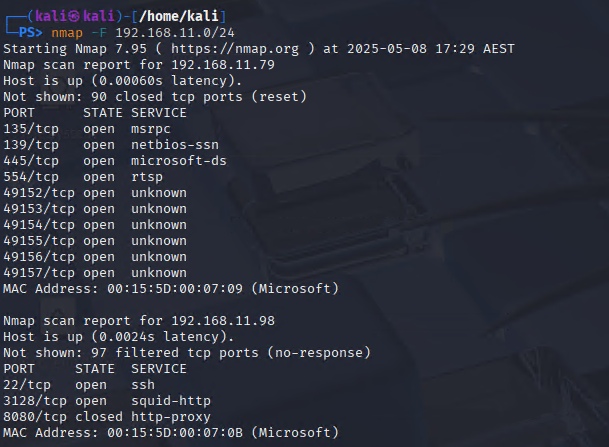 ┌──(kali㉿kali)-[/home/kali]
└─PS> nmap -F 192.168.11.0/24
Starting Nmap 7.95 ( https://nmap.org ) at 2025-05-08 17:29 AEST
Nmap scan report for 192.168.11.79
Host is up (0.00060s latency).
Not shown: 90 closed tcp ports (reset)
PORT      STATE SERVICE
135/tcp   open  msrpc
139/tcp   open  netbios-ssn
445/tcp   open  microsoft-ds
554/tcp   open  rtsp
49152/tcp open  unknown
49153/tcp open  unknown
49154/tcp open  unknown
49155/tcp open  unknown
49156/tcp open  unknown
49157/tcp open  unknown
MAC Address: 00:15:5D:00:07:09 (Microsoft)

Nmap scan report for 192.168.11.98
Host is up (0.0024s latency).
Not shown: 97 filtered tcp ports (no-response)
PORT     STATE  SERVICE
22/tcp   open   ssh
3128/tcp open   squid-http
8080/tcp closed http-proxy
MAC Address: 00:15:5D:00:07:0B (Microsoft)